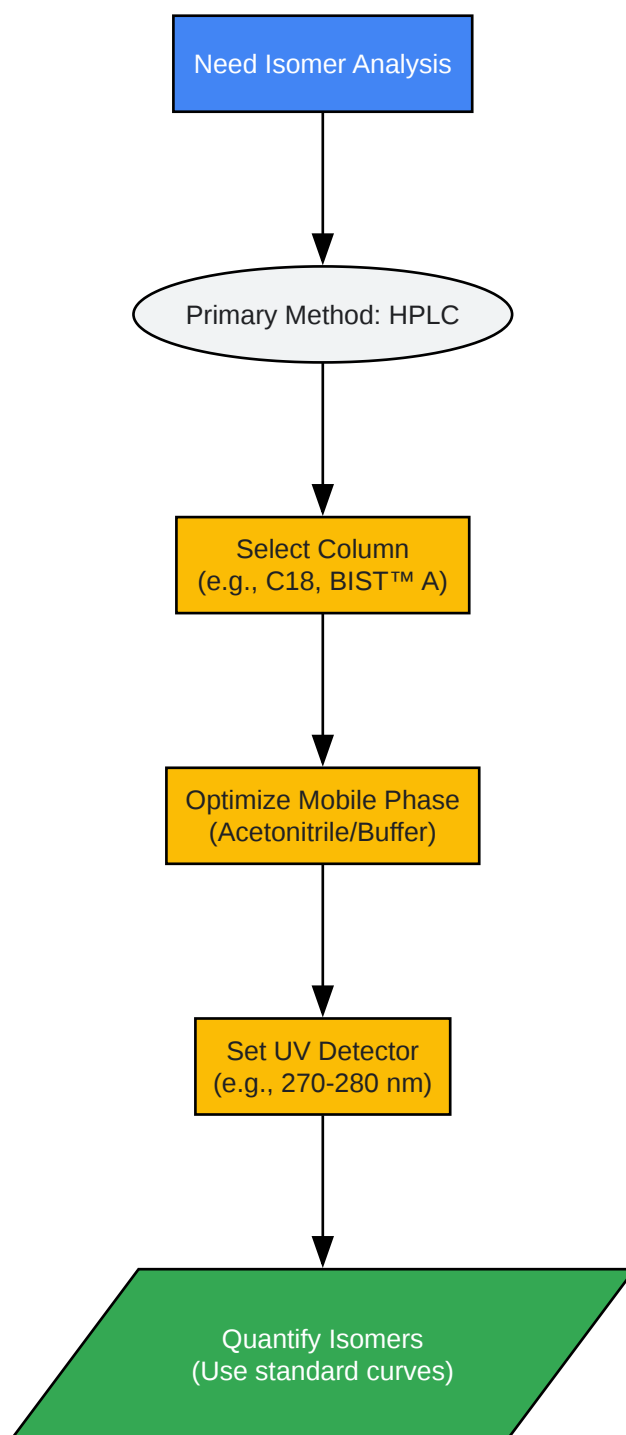 Need Isomer Analysis
Primary Method: HPLC
Select Column
(e.g., C18, BIST™ A)
Optimize Mobile Phase
(Acetonitrile/Buffer)
Set UV Detector
(e.g., 270-280 nm)
Quantify Isomers
(Use standard curves)